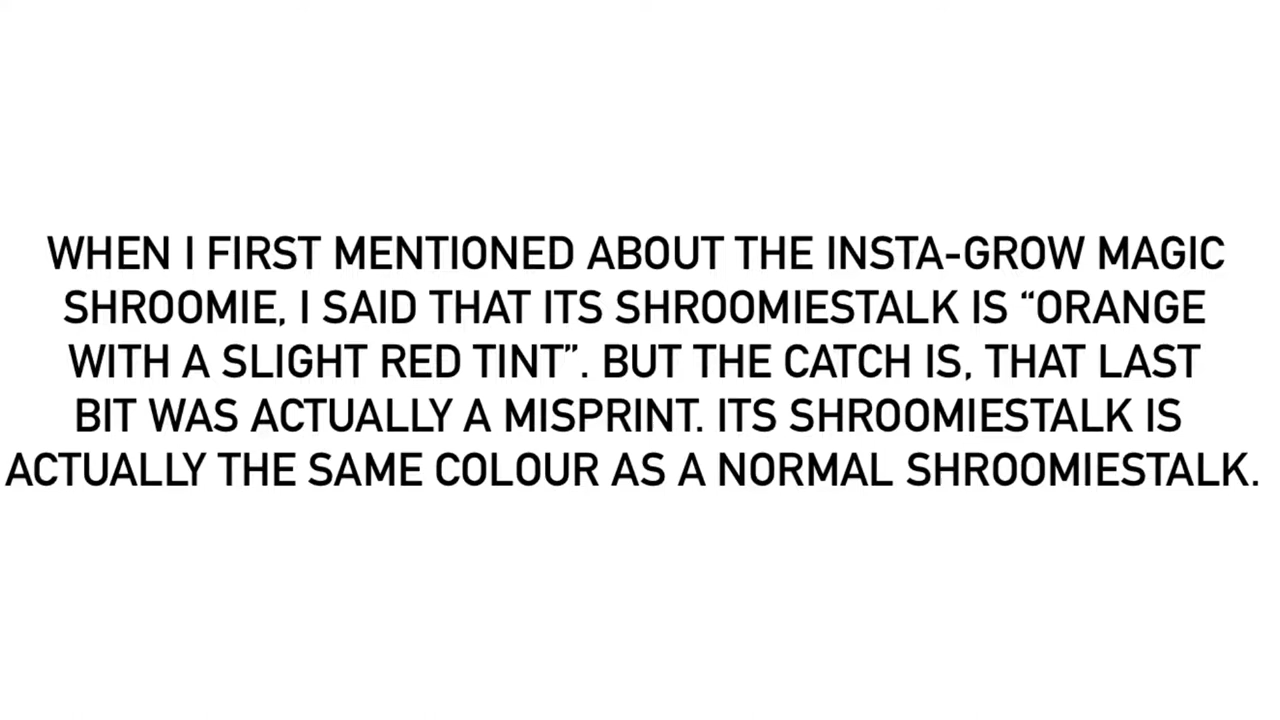 WHEN I FIRST MENTIONED ABOUT THE INSTA-GROW MAGIC
SHROOMIE, I SAID THAT ITS SHROOMIESTALK IS “ORANGE
WITH A SLIGHT RED TINT”. BUT THE CATCH IS, THAT LAST
BIT WAS ACTUALLY A MISPRINT. ITS SHROOMIESTALK IS
ACTUALLY THE SAME COLOUR AS A NORMAL SHROOMIESTALK.